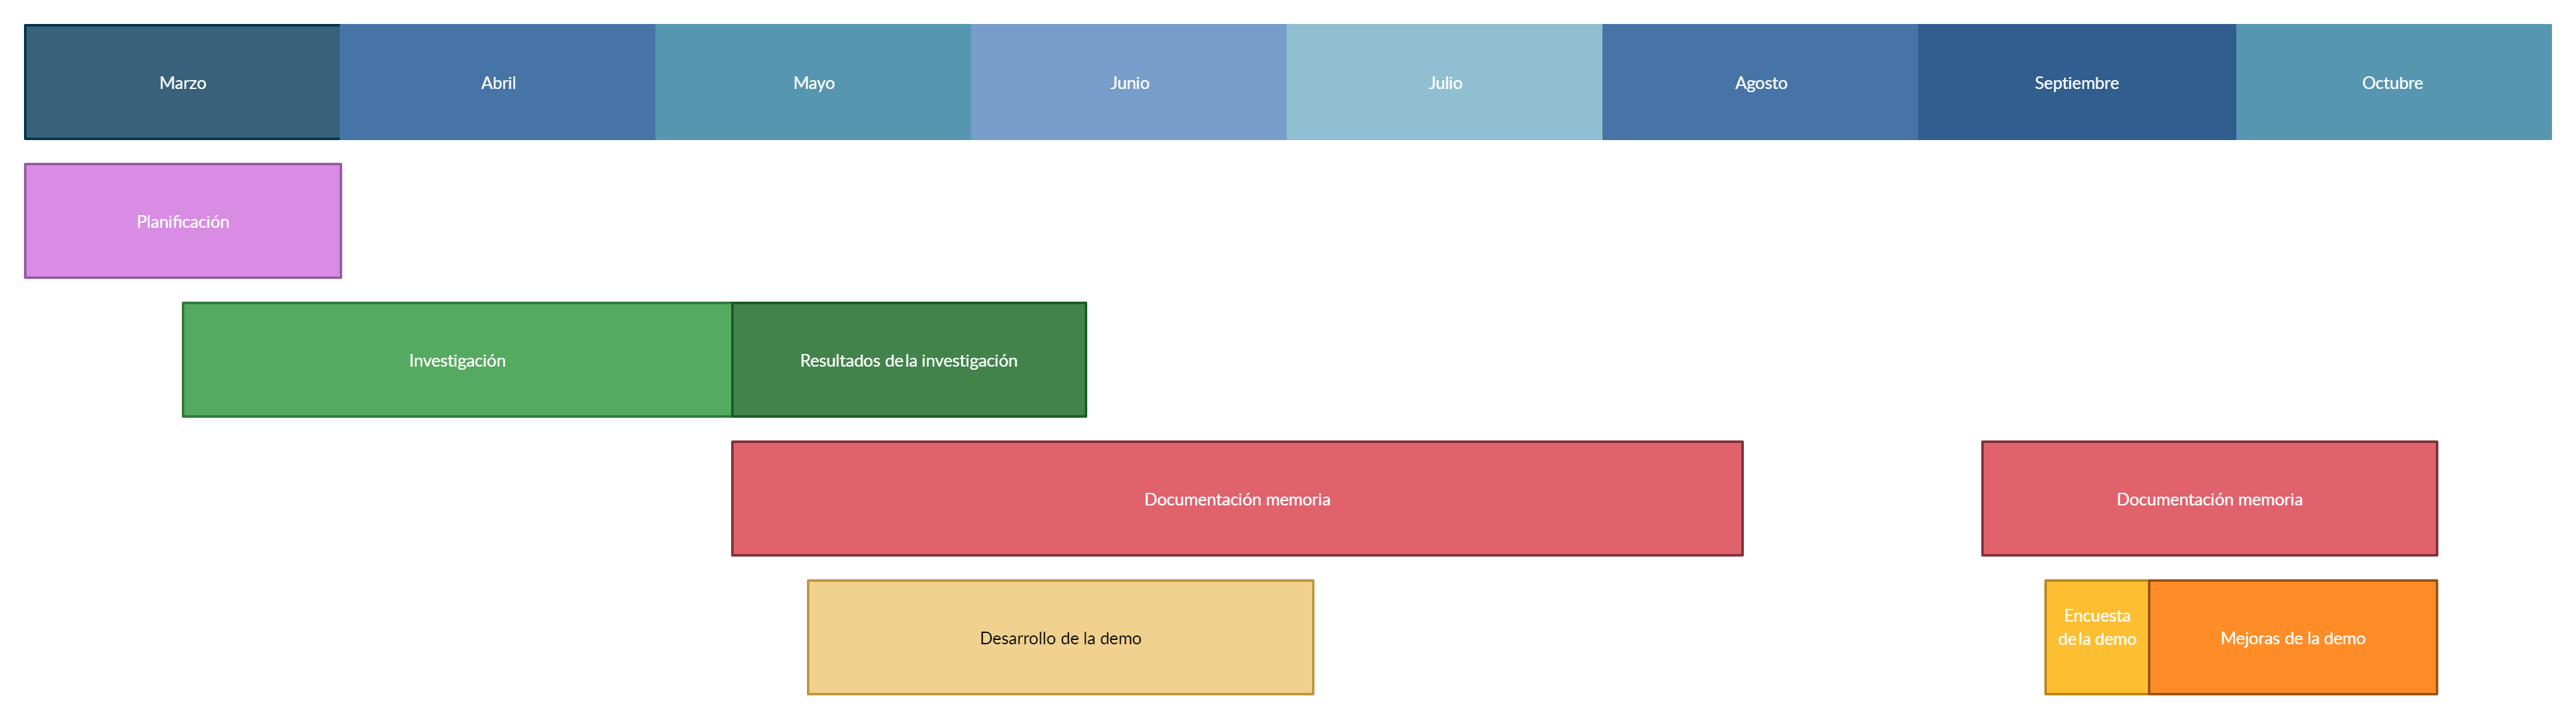 Marzo
Abril
Mayo
Junio
Julio
Agosto
Septiembre
Octubre
Planificación
Investigación
Resultados de la investigación
Documentación memoria
Documentación memoria
Desarrollo de la demo
Encuesta
de la demo
Mejoras de la demo